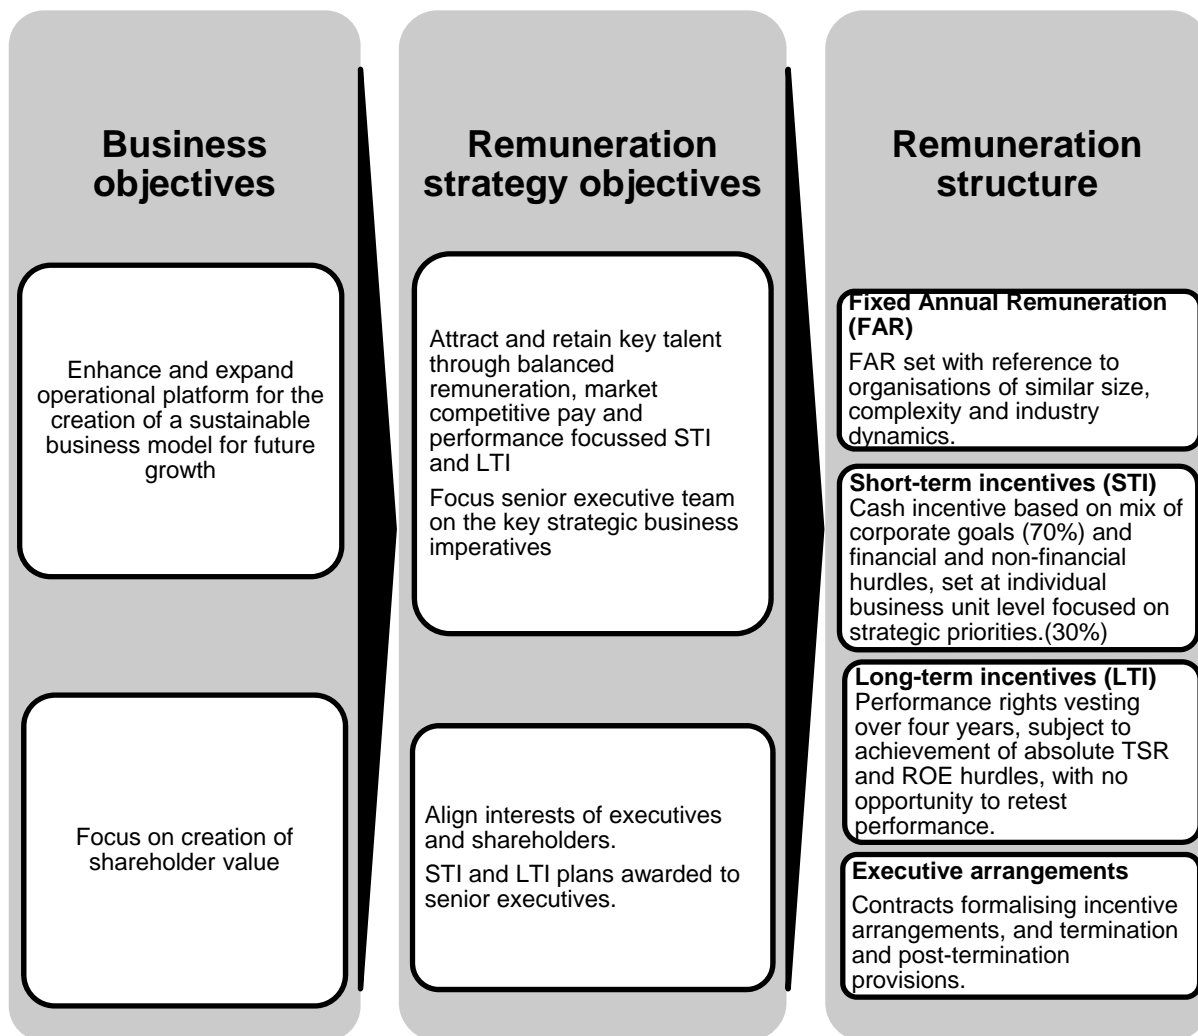 Business
objectives
Enhance and expand
operational platform for the
creation of a sustainable
business model for future
growth
Focus on creation of
shareholder value
Remuneration
strategy objectives
Attract and retain key talent
through balanced
remuneration, market
competitive pay and
performance focussed STI
and LTI
Focus senior executive team
on the key strategic business
imperatives
Align interests of executives
and shareholders.
STI and LTI plans awarded to
senior executives.
Remuneration
structure
Fixed Annual Remuneration
(FAR)
FAR set with reference to
organisations of similar size,
complexity and industry
dynamics.
Short-term incentives (STI)
Cash incentive based on mix of
corporate goals (70%) and
financial and non-financial
hurdles, set at individual
business unit level focused on
strategic priorities.(30%)
Long-term incentives (LTI)
Performance rights vesting
over four years, subject to
achievement of absolute TSR
and ROE hurdles, with no
opportunity to retest
performance.
Executive arrangements
Contracts formalising incentive
arrangements, and termination
and post-termination
provisions.